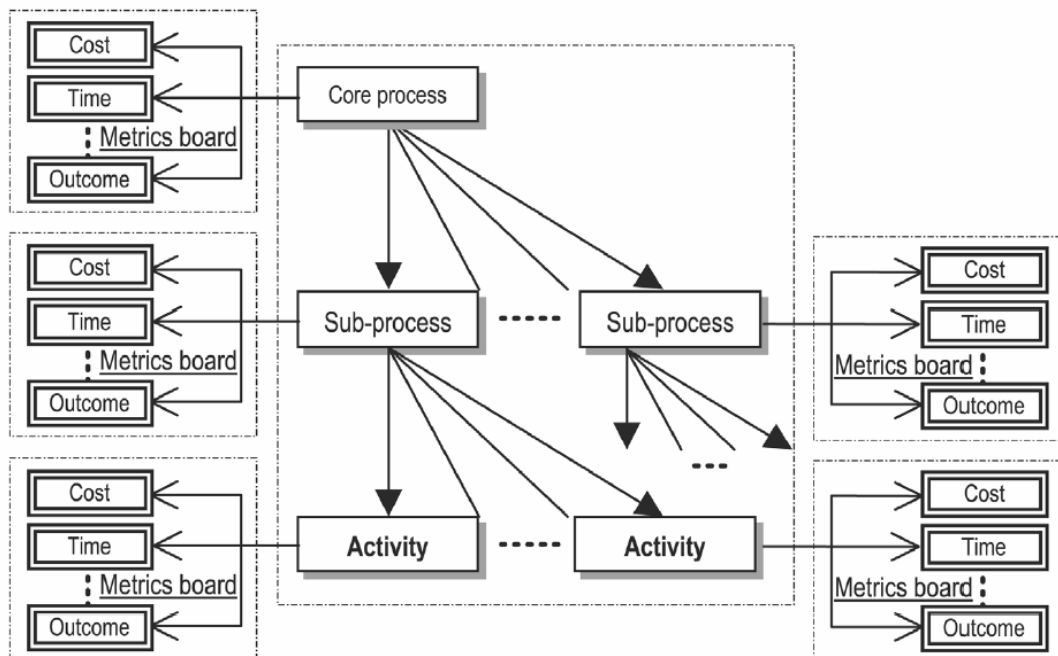 Cost
Time
Metrics board
Outcome
Core process
Cost
Time
Metrics board
Outcome
Sub-process
Sub-process
Cost
Time
Metrics board
Outcome
Cost
Time
Metrics board
Outcome
Activity
Activity
Cost
Time
Metrics board
Outcome